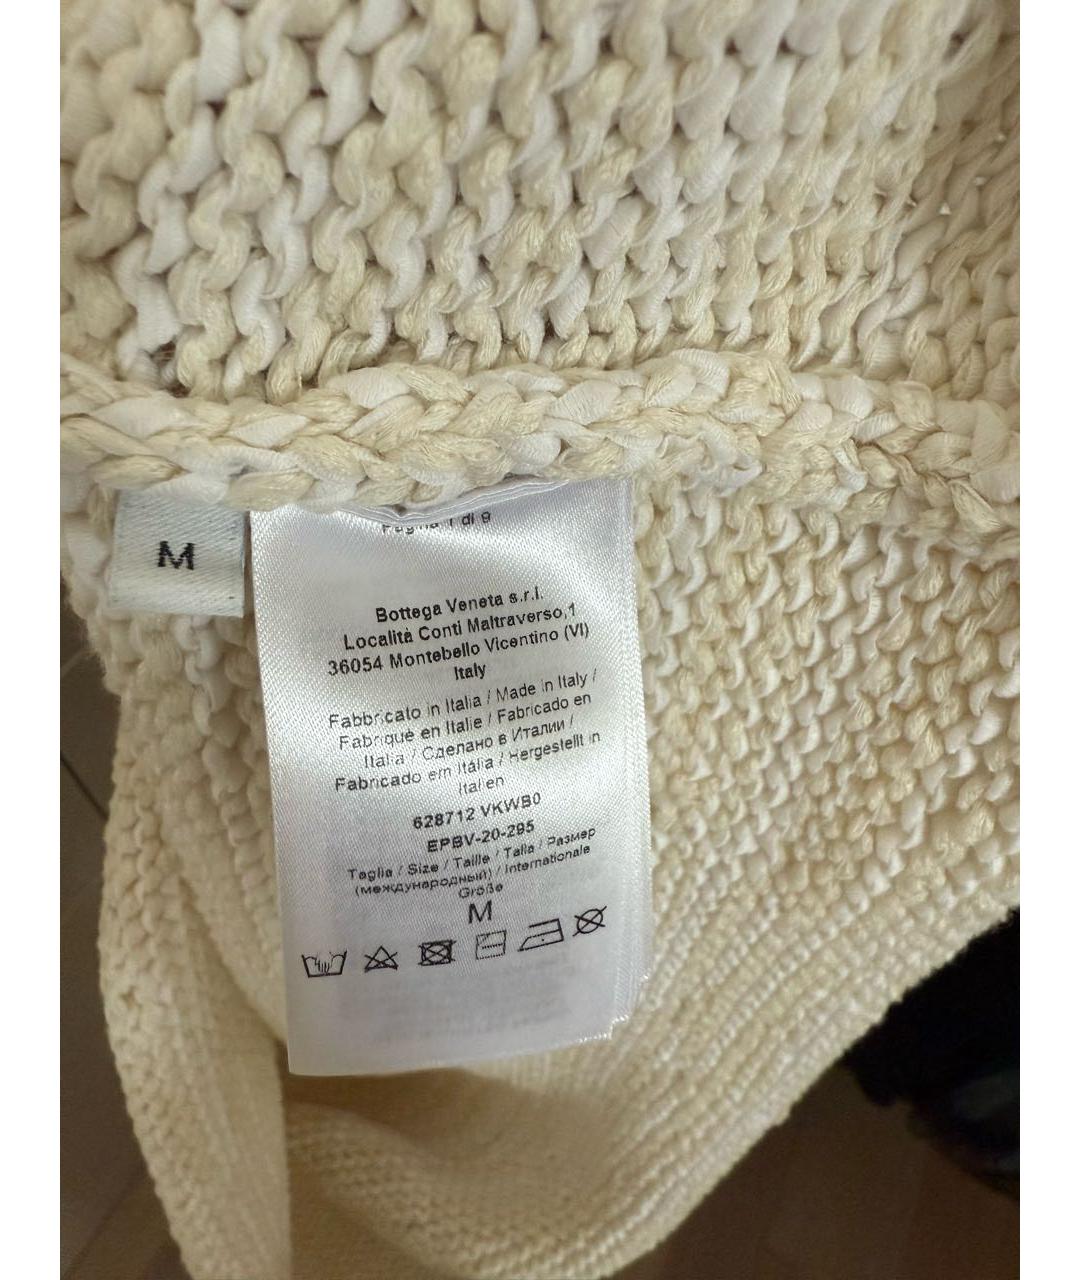 Pagina 1 di 9
M
Bottega Veneta s.r.l.
Località Conti Maltraverso,1
36054 Montebello Vicentino (VI)
Italy
Fabbricato in Italia / Made in Italy /
Fabriqué en Italie / Fabricado en
Italia / Сделано в Италии /
Fabricado em Itália / Hergestellt in
Italien
628712 VKWB0
EPBV-20-295
Taglia / Size / Taille / Talla / Размер
(международный) / Internationale
Größe
M